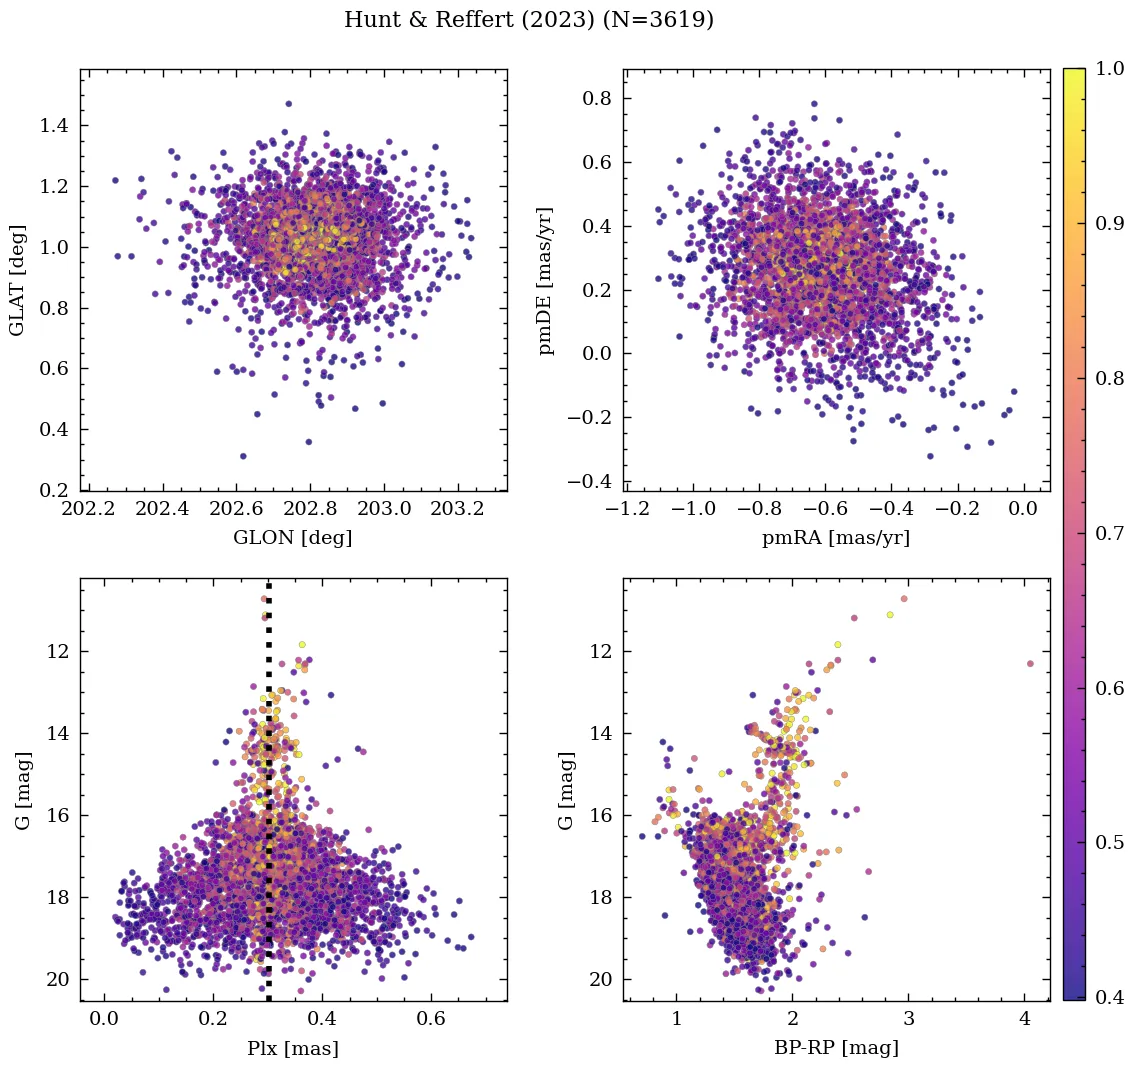 Hunt & Reffert (2023) (N=3619)
1.4
1.2
1.0
0.8
0.6
0.4
0.2
GLAT [deg]
202.2 202.4 202.6 202.8 203.0 203.2
GLON [deg]
0.8
0.6
0.4
0.2
0.0
−0.2
−0.4
pmDE [mas/yr]
−1.2 −1.0 −0.8 −0.6 −0.4 −0.2 0.0
pmRA [mas/yr]
12
14
16
18
20
G [mag]
0.0 0.2 0.4 0.6
Plx [mas]
12
14
16
18
20
G [mag]
1 2 3 4
BP-RP [mag]
1.0
0.9
0.8
0.7
0.6
0.5
0.4